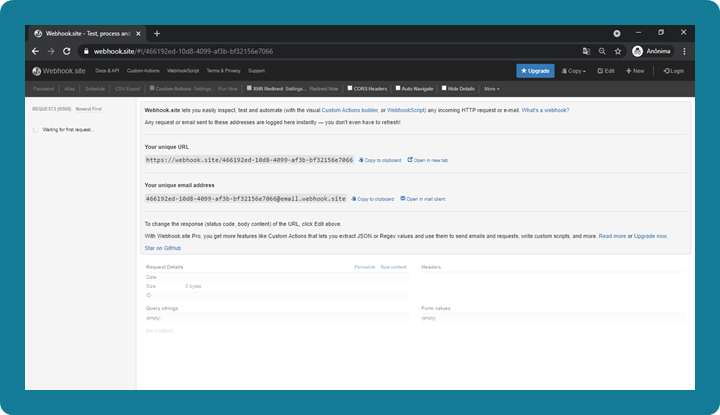 Webhook.site - Test, process and
webhook.site/#!/466192ed-10d8-4099-af3b-bf32156e7066
Anônima
Webhook.site Docs & API Custom Actions WebhookScript Terms & Privacy Support Upgrade Copy Edit New Login
Password Alias Schedule CSV Export Custom Actions Settings... Run Now XHR Redirect Settings... Redirect Now CORS Headers Auto Navigate Hide Details More
REQUESTS (0/500) Newest First
Waiting for first request...
Webhook.site lets you easily inspect, test and automate (with the visual Custom Actions builder, or WebhookScript) any incoming HTTP request or e-mail. What's a webhook?
Any request or email sent to these addresses are logged here instantly — you don't even have to refresh!
Your unique URL
https://webhook.site/466192ed-10d8-4099-af3b-bf32156e7066 Copy to clipboard Open in new tab
Your unique email address
466192ed-10d8-4099-af3b-bf32156e7066@email.webhook.site Copy to clipboard Open in mail client
To change the response (status code, body content) of the URL, click Edit above.
With Webhook.site Pro, you get more features like Custom Actions that lets you extract JSON or Regex values and use them to send emails and requests, write custom scripts, and more. Read more or Upgrade now.
Star on GitHub
Request Details Permalink Raw content Headers
Date
Size 0 bytes
ID
Query strings Form values
(empty) (empty)
No content